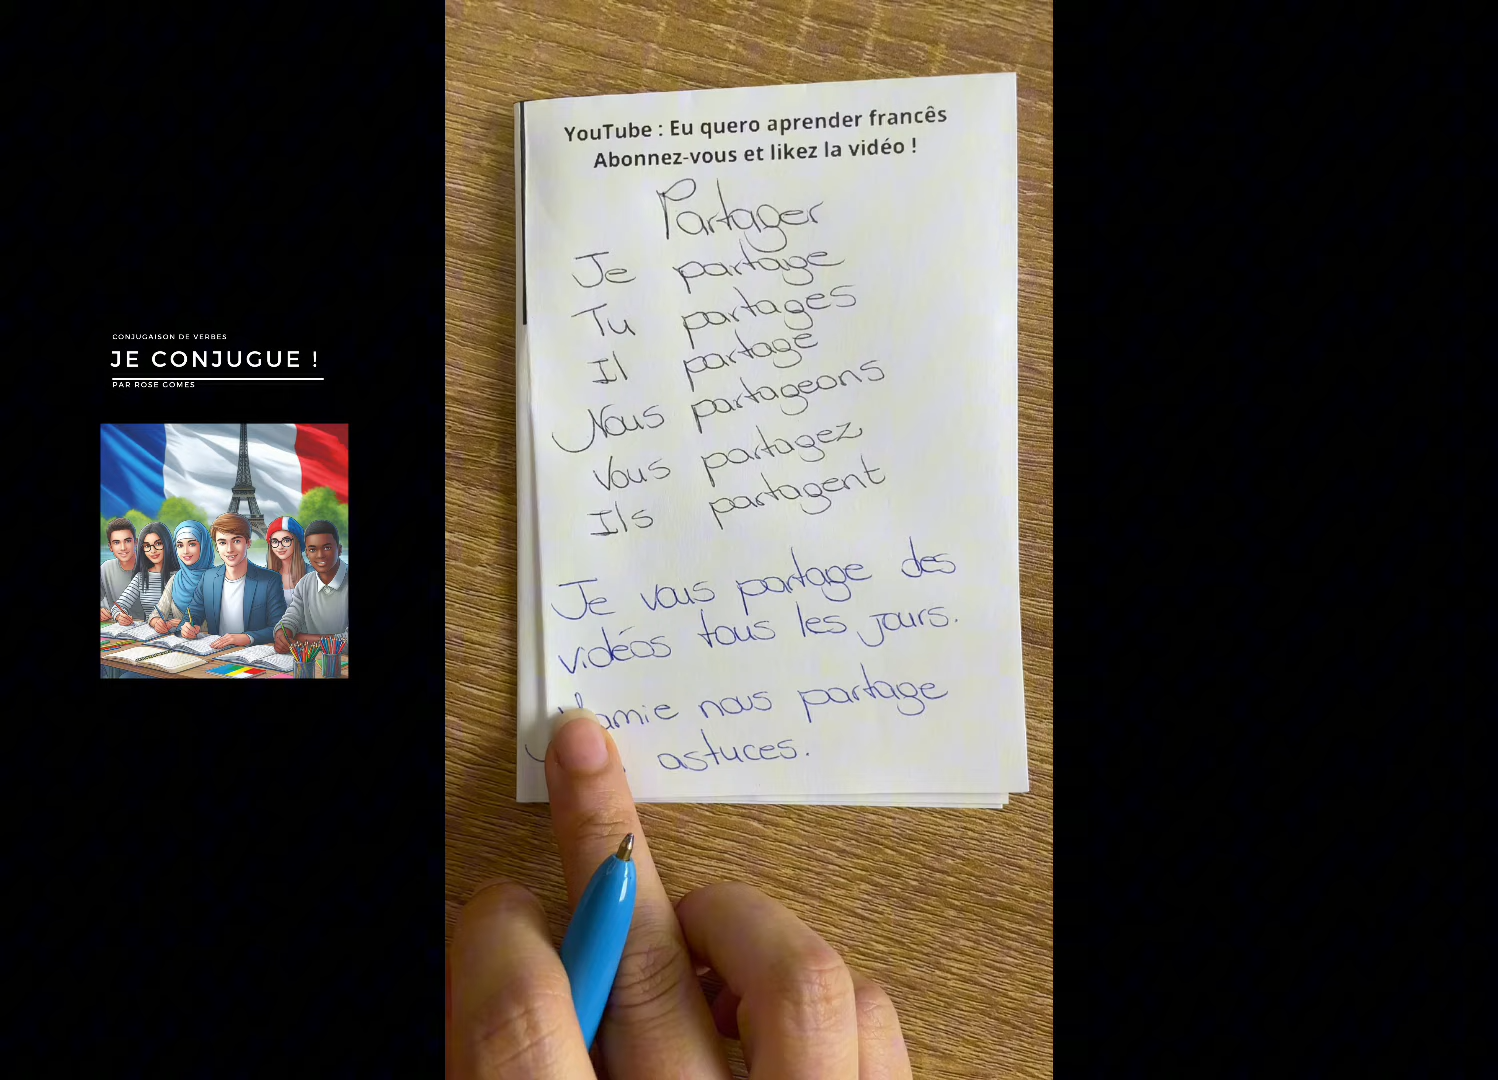 CONJUGAISON DE VERBES
JE CONJUGUE !
PAR ROSE GOMES
YouTube : Eu quero aprender francês
Abonnez-vous et likez la vidéo !
Partager
Je partage
Tu partages
Il partage
Nous partageons
Vous partagez
Ils partagent
Je vous partage des
vidéos tous les jours.
amie nous partage
astuces.